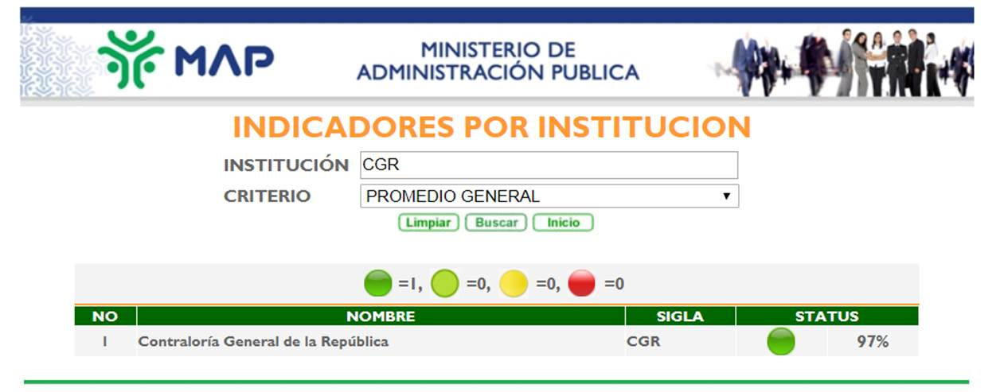 MAP
MINISTERIO DE
ADMINISTRACIÓN PUBLICA
INDICADORES POR INSTITUCION
INSTITUCIÓN CGR
CRITERIO PROMEDIO GENERAL
Limpiar Buscar Inicio
=1, =0, =0, =0
NO NOMBRE SIGLA STATUS
1 Contraloría General de la República CGR 97%